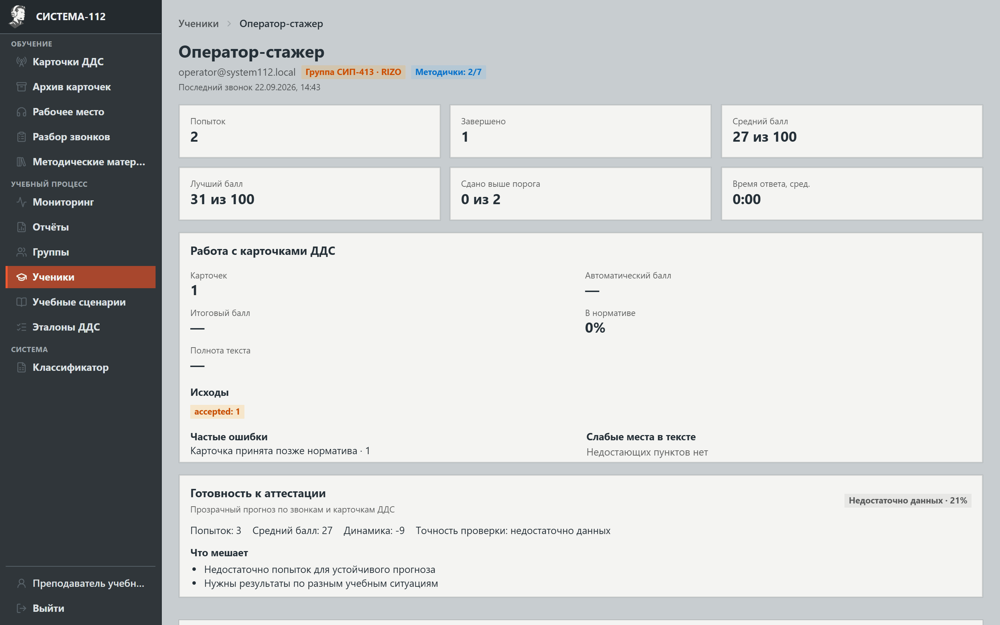 СИСТЕМА-112
ОБУЧЕНИЕ
Карточки ДДС
Архив карточек
Рабочее место
Разбор звонков
Методические матер...
УЧЕБНЫЙ ПРОЦЕСС
Мониторинг
Отчёты
Группы
Ученики
Учебные сценарии
Эталоны ДДС
СИСТЕМА
Классификатор
Преподаватель учебн...
Выйти
Ученики > Оператор-стажер
Оператор-стажер
operator@system112.local Группа СИП-413 · RIZO Методички: 2/7
Последний звонок 22.09.2026, 14:43
Попыток
2
Завершено
1
Средний балл
27 из 100
Лучший балл
31 из 100
Сдано выше порога
0 из 2
Время ответа, сред.
0:00
Работа с карточками ДДС
Карточек
1
Автоматический балл
—
Итоговый балл
—
В нормативе
0%
Полнота текста
—
Исходы
accepted: 1
Частые ошибки
Карточка принята позже норматива · 1
Слабые места в тексте
Недостающих пунктов нет
Готовность к аттестации
Прозрачный прогноз по звонкам и карточкам ДДС
Недостаточно данных · 21%
Попыток: 3 Средний балл: 27 Динамика: -9 Точность проверки: недостаточно данных
Что мешает
• Недостаточно попыток для устойчивого прогноза
• Нужны результаты по разным учебным ситуациям